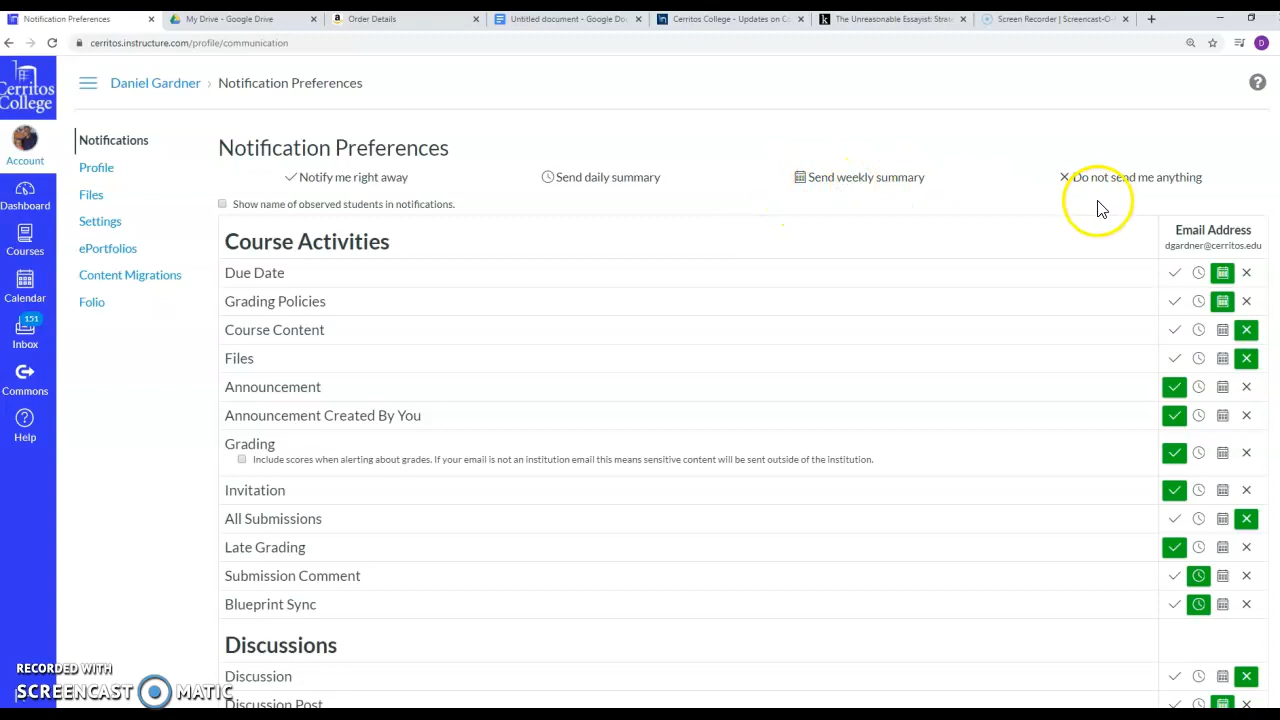 Notification Preferences
My Drive - Google Drive
Order Details
Untitled document - Google Do
Cerritos College - Updates on C
The Unreasonable Essayist: Strat
Screen Recorder | Screencast-O-
cerritos.instructure.com/profile/communication
D
Cerritos
College
Account
Dashboard
Courses
Calendar
151
Inbox
Commons
Help
Daniel Gardner > Notification Preferences
Notifications
Profile
Files
Settings
ePortfolios
Content Migrations
Folio
Notification Preferences
Notify me right away
Send daily summary
Send weekly summary
Do not send me anything
Show name of observed students in notifications.
Course Activities
Email Address
dgardner@cerritos.edu
Due Date
Grading Policies
Course Content
Files
Announcement
Announcement Created By You
Grading
Include scores when alerting about grades. If your email is not an institution email this means sensitive content will be sent outside of the institution.
Invitation
All Submissions
Late Grading
Submission Comment
Blueprint Sync
Discussions
Discussion
Discussion Post
RECORDED WITH
SCREENCAST MATIC